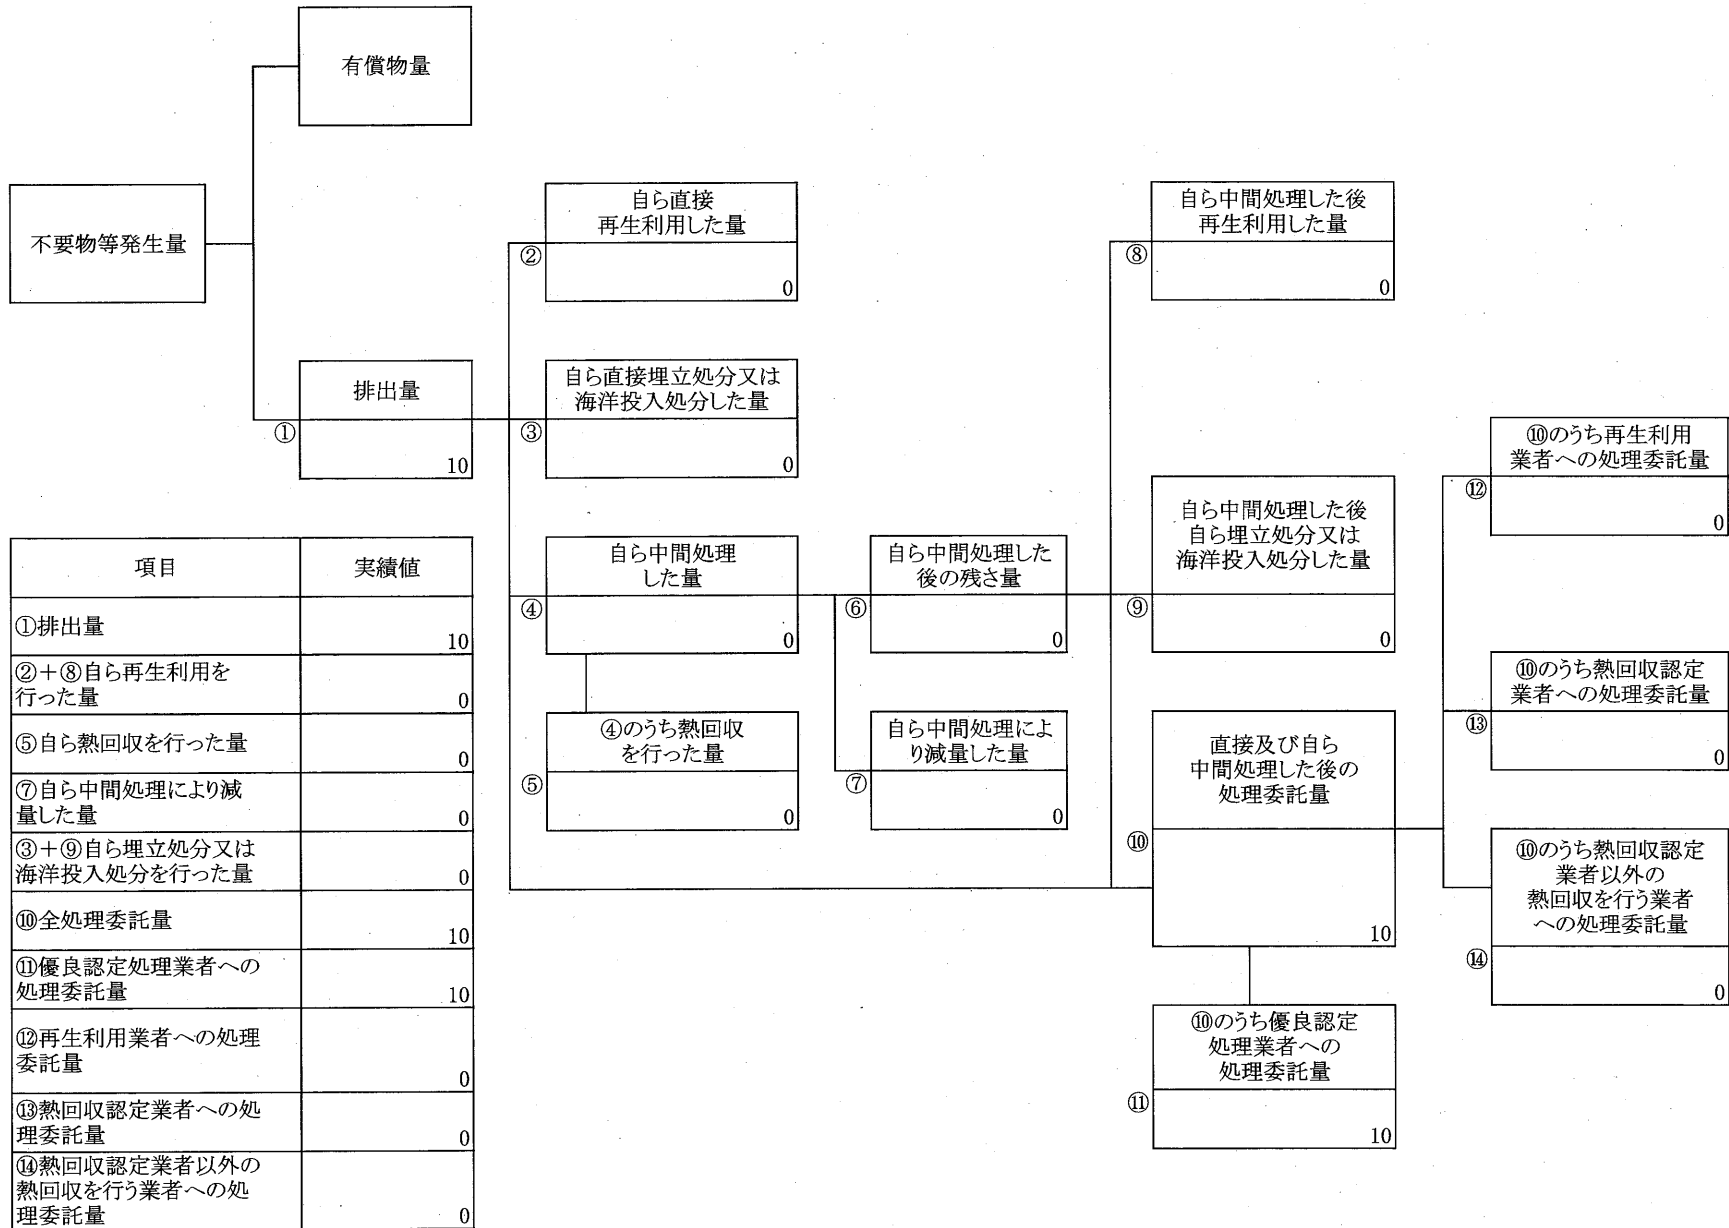 有償物量
不要物等発生量
排出量
①
10
自ら直接
再生利用した量
②
0
自ら直接埋立処分又は
海洋投入処分した量
③
0
自ら中間処理
した量
④
0
④のうち熱回収
を行った量
⑤
0
自ら中間処理した
後の残さ量
⑥
0
自ら中間処理によ
り減量した量
⑦
0
自ら中間処理した後
再生利用した量
⑧
0
自ら中間処理した後
自ら埋立処分又は
海洋投入処分した量
⑨
0
直接及び自ら
中間処理した後の
処理委託量
⑩
10
⑩のうち優良認定
処理業者への
処理委託量
⑪
10
⑩のうち再生利用
業者への処理委託量
⑫
0
⑩のうち熱回収認定
業者への処理委託量
⑬
0
⑩のうち熱回収認定
業者以外の
熱回収を行う業者
への処理委託量
⑭
0
項目 実績値
①排出量
10
②+⑧自ら再生利用を
行った量
0
⑤自ら熱回収を行った量
0
⑦自ら中間処理により減
量した量
0
③+⑨自ら埋立処分又は
海洋投入処分を行った量
0
⑩全処理委託量
10
⑪優良認定処理業者への
処理委託量
10
⑫再生利用業者への処理
委託量
0
⑬熱回収認定業者への処
理委託量
0
⑭熱回収認定業者以外の
熱回収を行う業者への処
理委託量
0